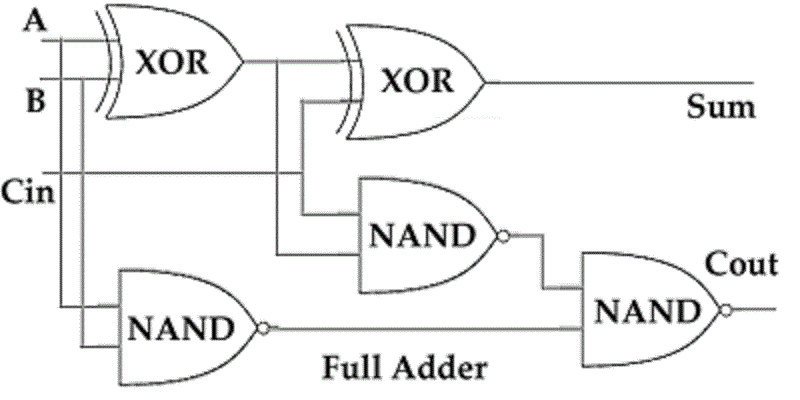 A
XOR
B
XOR
Sum
Cin
NAND
Cout
NAND
NAND
Full Adder